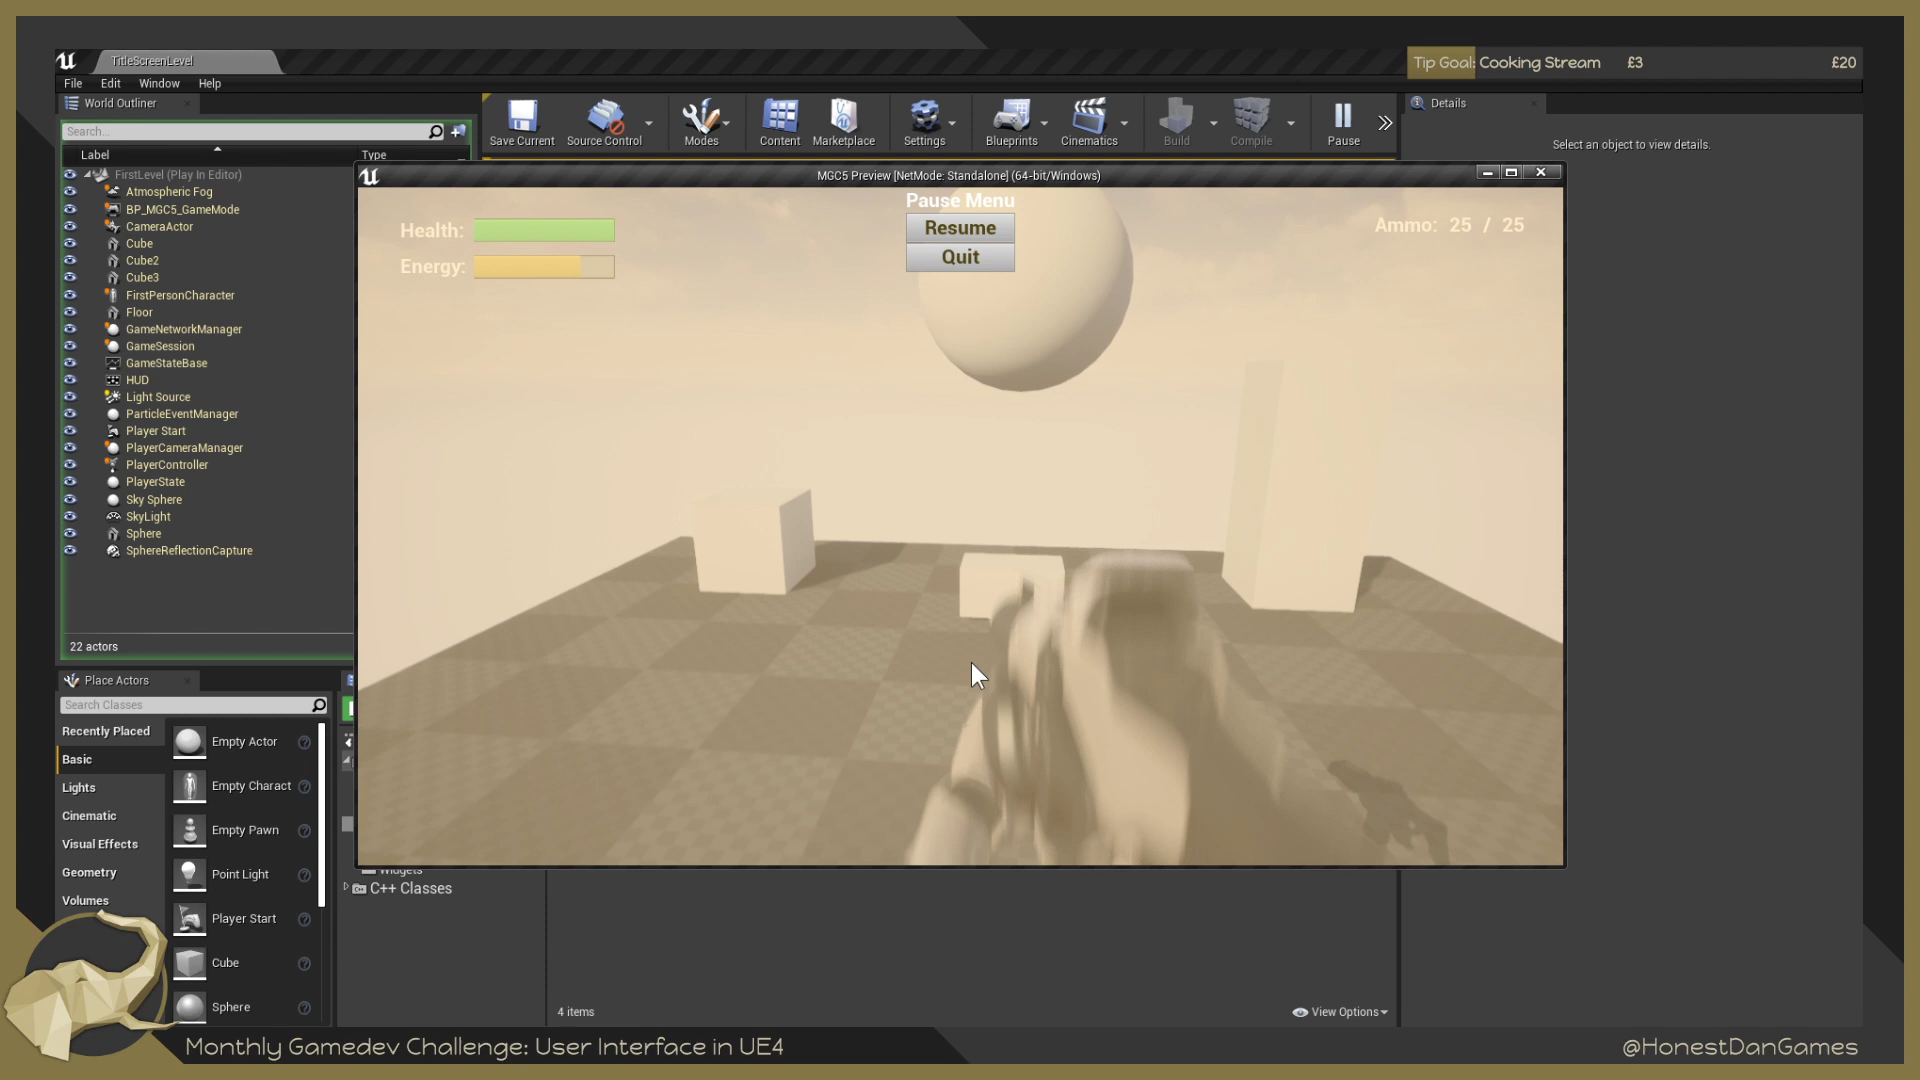 TitleScreenLevel
Tip Goal: Cooking Stream £3 £20
File Edit Window Help
World Outliner
Details
Search...
Save Current Source Control Modes Content Marketplace Settings Blueprints Cinematics Build Compile Pause
Select an object to view details.
Label Type
MGC5 Preview [NetMode: Standalone] (64-bit/Windows)
FirstLevel (Play In Editor)
Atmospheric Fog
BP_MGC5_GameMode
CameraActor
Cube
Cube2
Cube3
FirstPersonCharacter
Floor
GameNetworkManager
GameSession
GameStateBase
HUD
Light Source
ParticleEventManager
Player Start
PlayerCameraManager
PlayerController
PlayerState
Sky Sphere
SkyLight
Sphere
SphereReflectionCapture
22 actors
Pause Menu
Resume
Quit
Health:
Energy:
Ammo: 25 / 25
Place Actors
Search Classes
Recently Placed
Basic
Lights
Cinematic
Visual Effects
Geometry
Volumes
Empty Actor
Empty Charact
Empty Pawn
Point Light
Player Start
Cube
Sphere
Widgets
C++ Classes
4 items
View Options
Monthly Gamedev Challenge: User Interface in UE4
@HonestDanGames